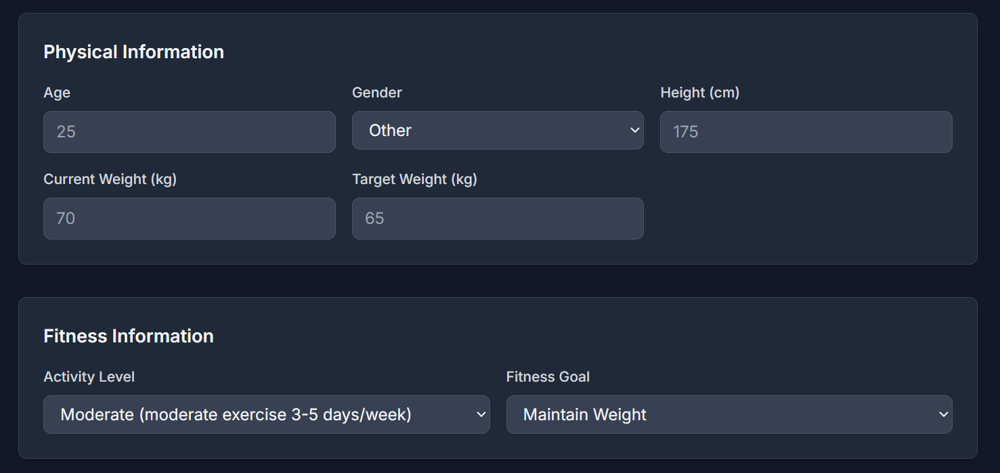 Physical Information
Age
Gender
Height (cm)
25
Other
175
Current Weight (kg)
Target Weight (kg)
70
65
Fitness Information
Activity Level
Fitness Goal
Moderate (moderate exercise 3-5 days/week)
Maintain Weight